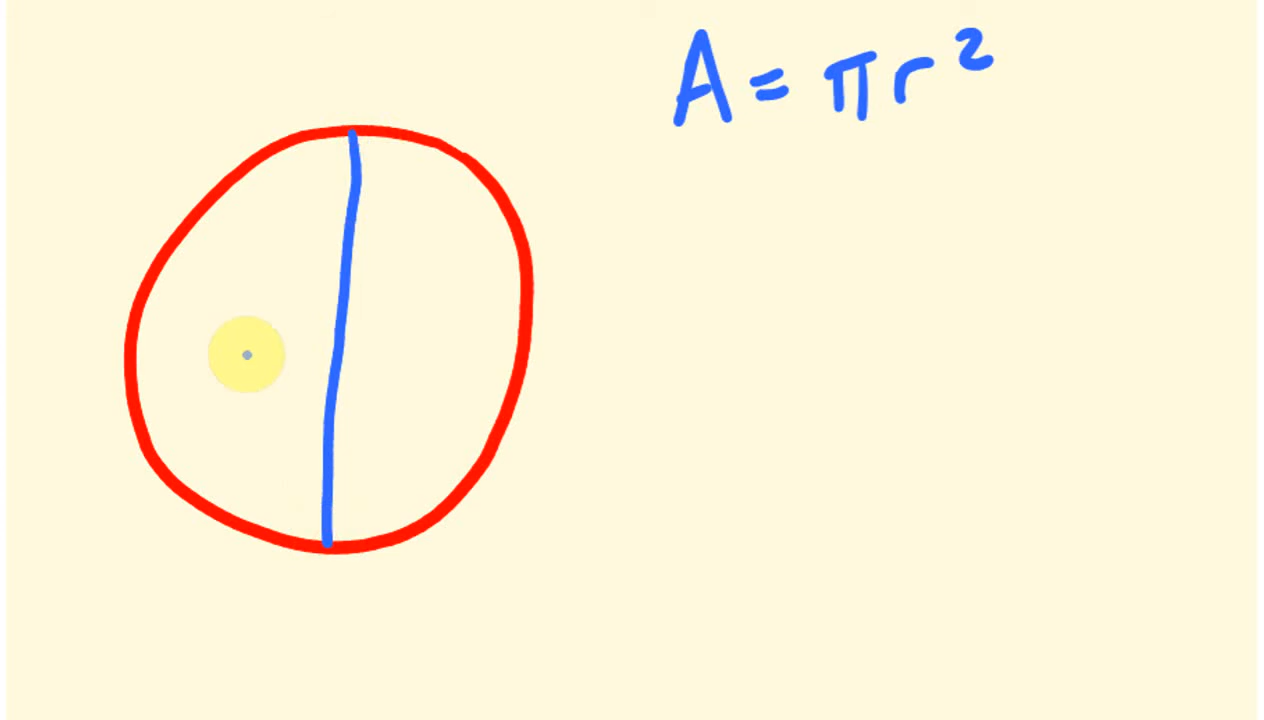 A = πr²